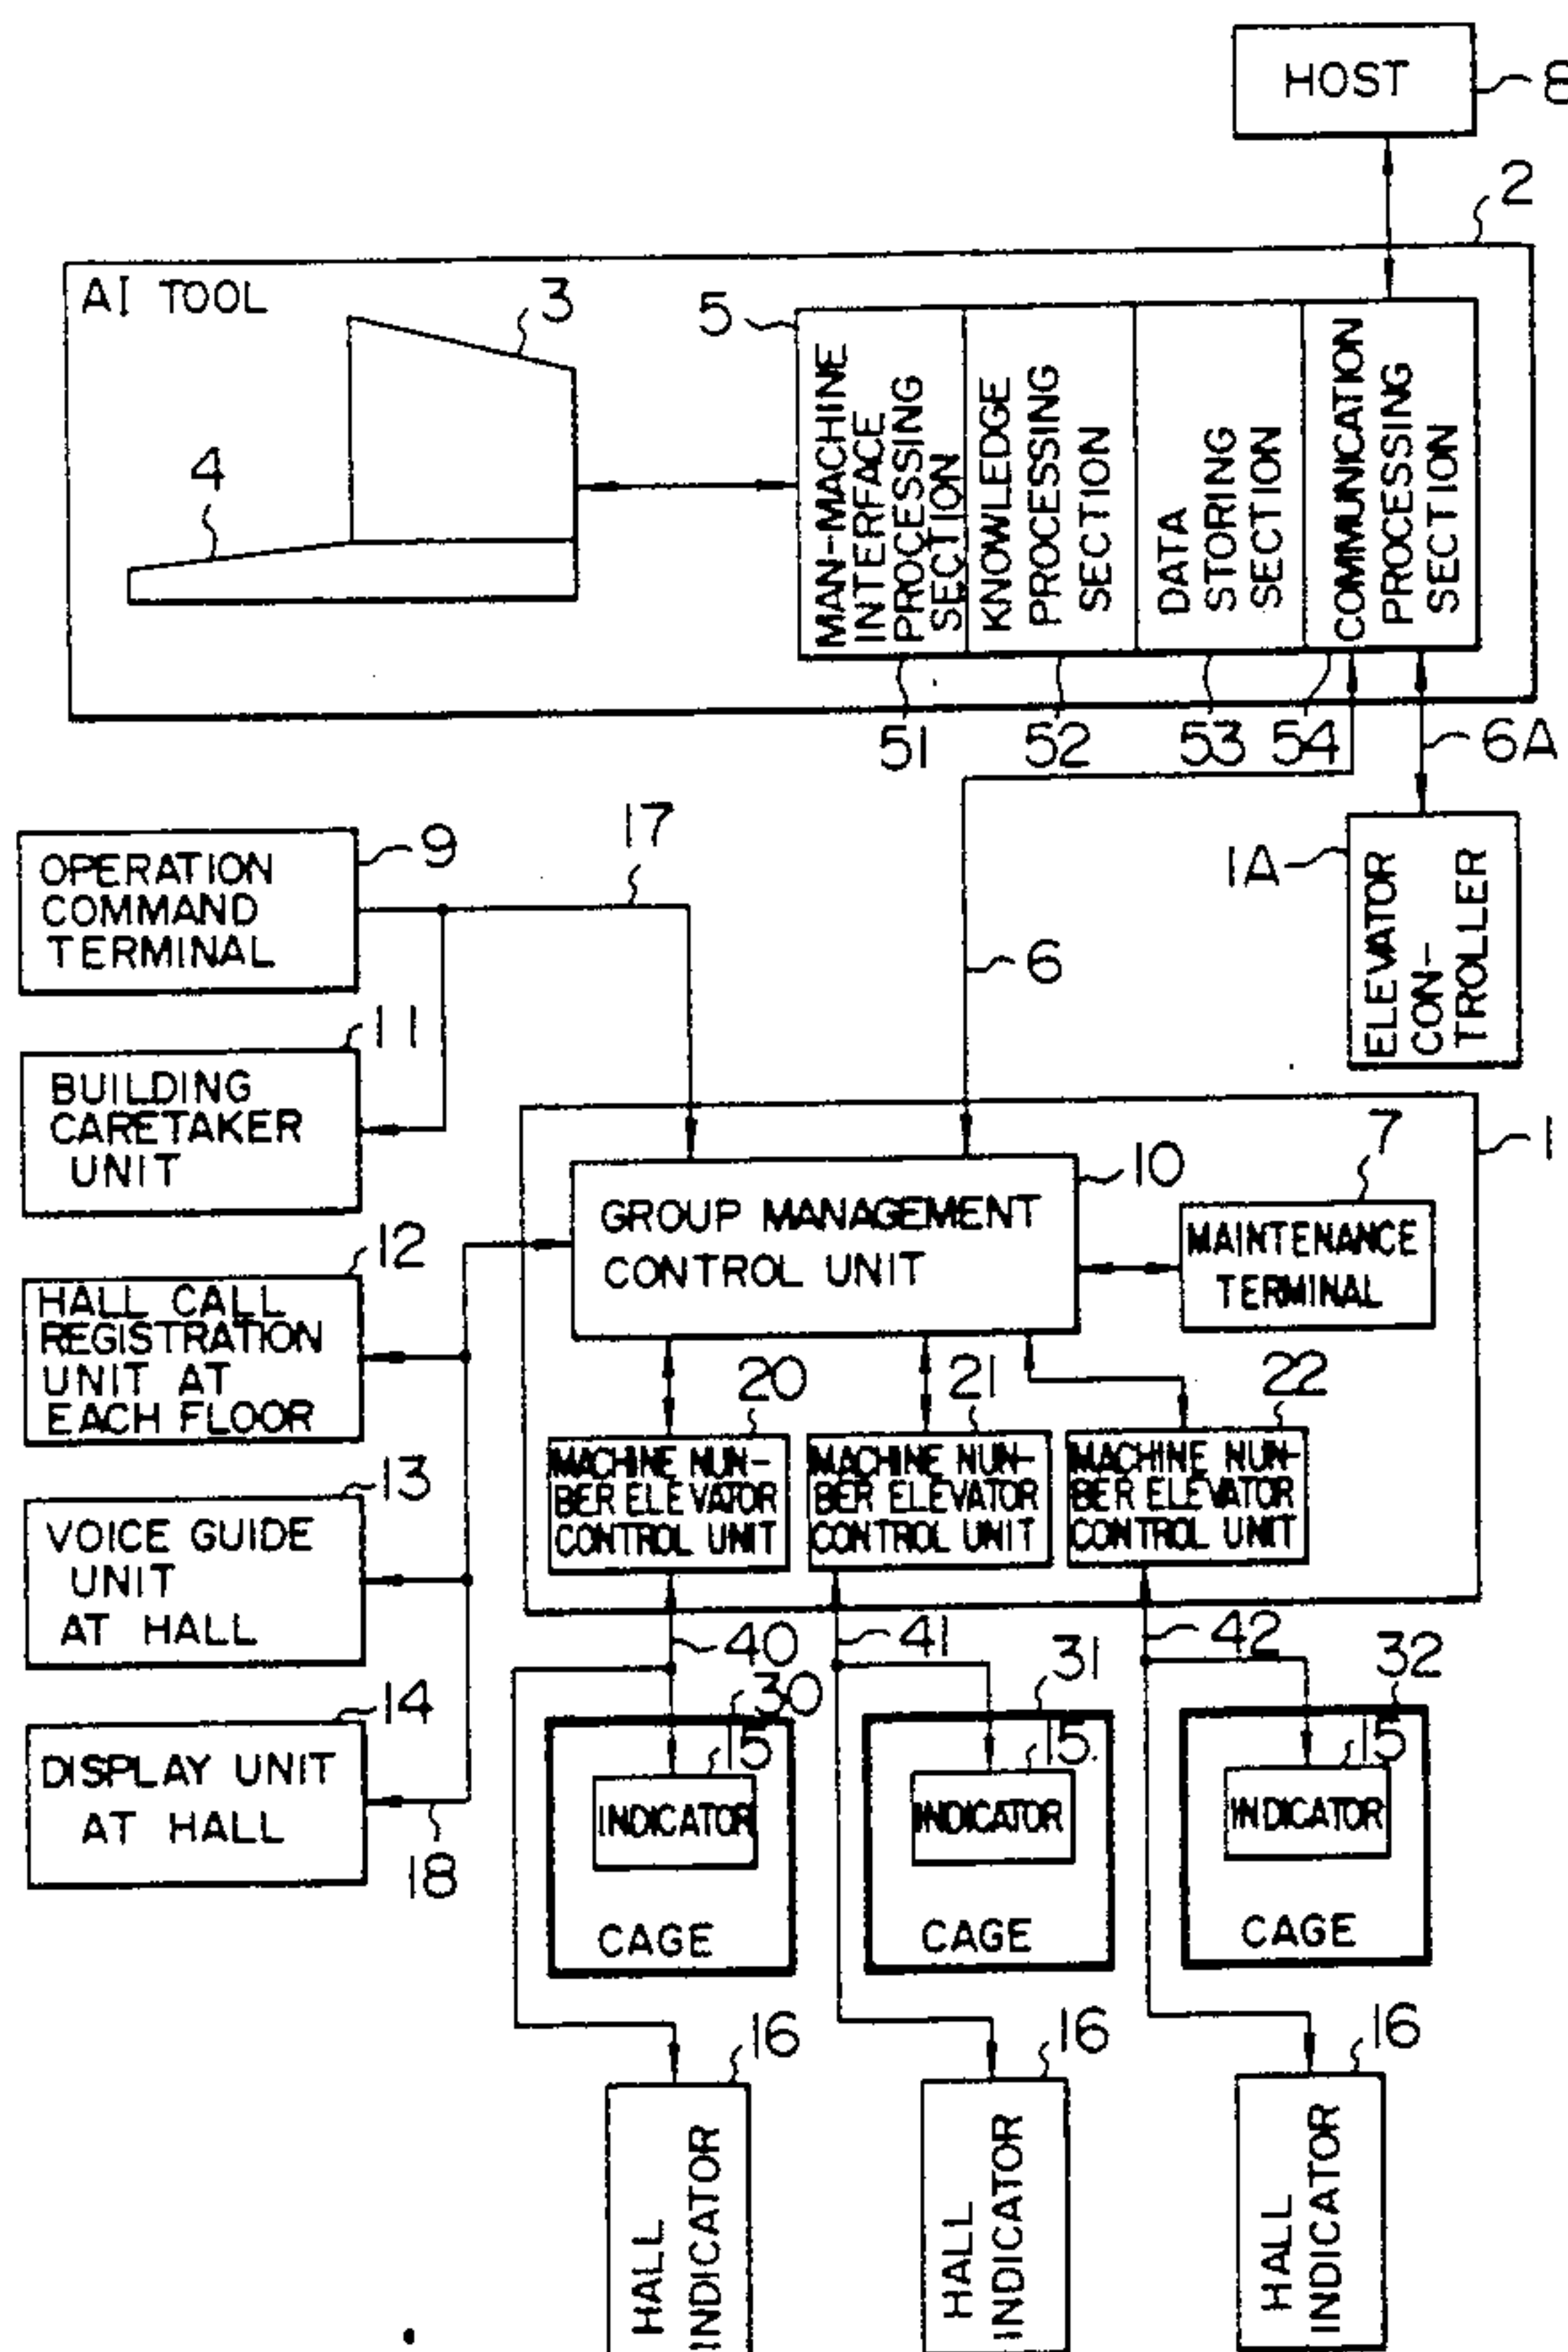 HOST
8
2
AI TOOL
3
4
5
MAN-MACHINE
INTERFACE
PROCESSING
SECTION
KNOWLEDGE
PROCESSING
SECTION
DATA
STORING
SECTION
COMMUNICATION
PROCESSING
SECTION
51
52
53
54
6A
1A
ELEVATOR
CON-
TROLLER
OPERATION
COMMAND
TERMINAL
9
17
6
11
BUILDING
CARETAKER
UNIT
1
GROUP MANAGEMENT
CONTROL UNIT
10
7
MAINTENANCE
TERMINAL
12
HALL CALL
REGISTRATION
UNIT AT
EACH FLOOR
20
21
22
MACHINE NUN-
BER ELEVATOR
CONTROL UNIT
MACHINE NUN-
BER ELEVATOR
CONTROL UNIT
MACHINE NUN-
BER ELEVATOR
CONTROL UNIT
13
VOICE GUIDE
UNIT
AT HALL
40
41
42
30
31
32
14
DISPLAY UNIT
AT HALL
18
15
INDICATOR
CAGE
15
INDICATOR
CAGE
15
INDICATOR
CAGE
16
HALL
INDICATOR
16
HALL
INDICATOR
16
HALL
INDICATOR